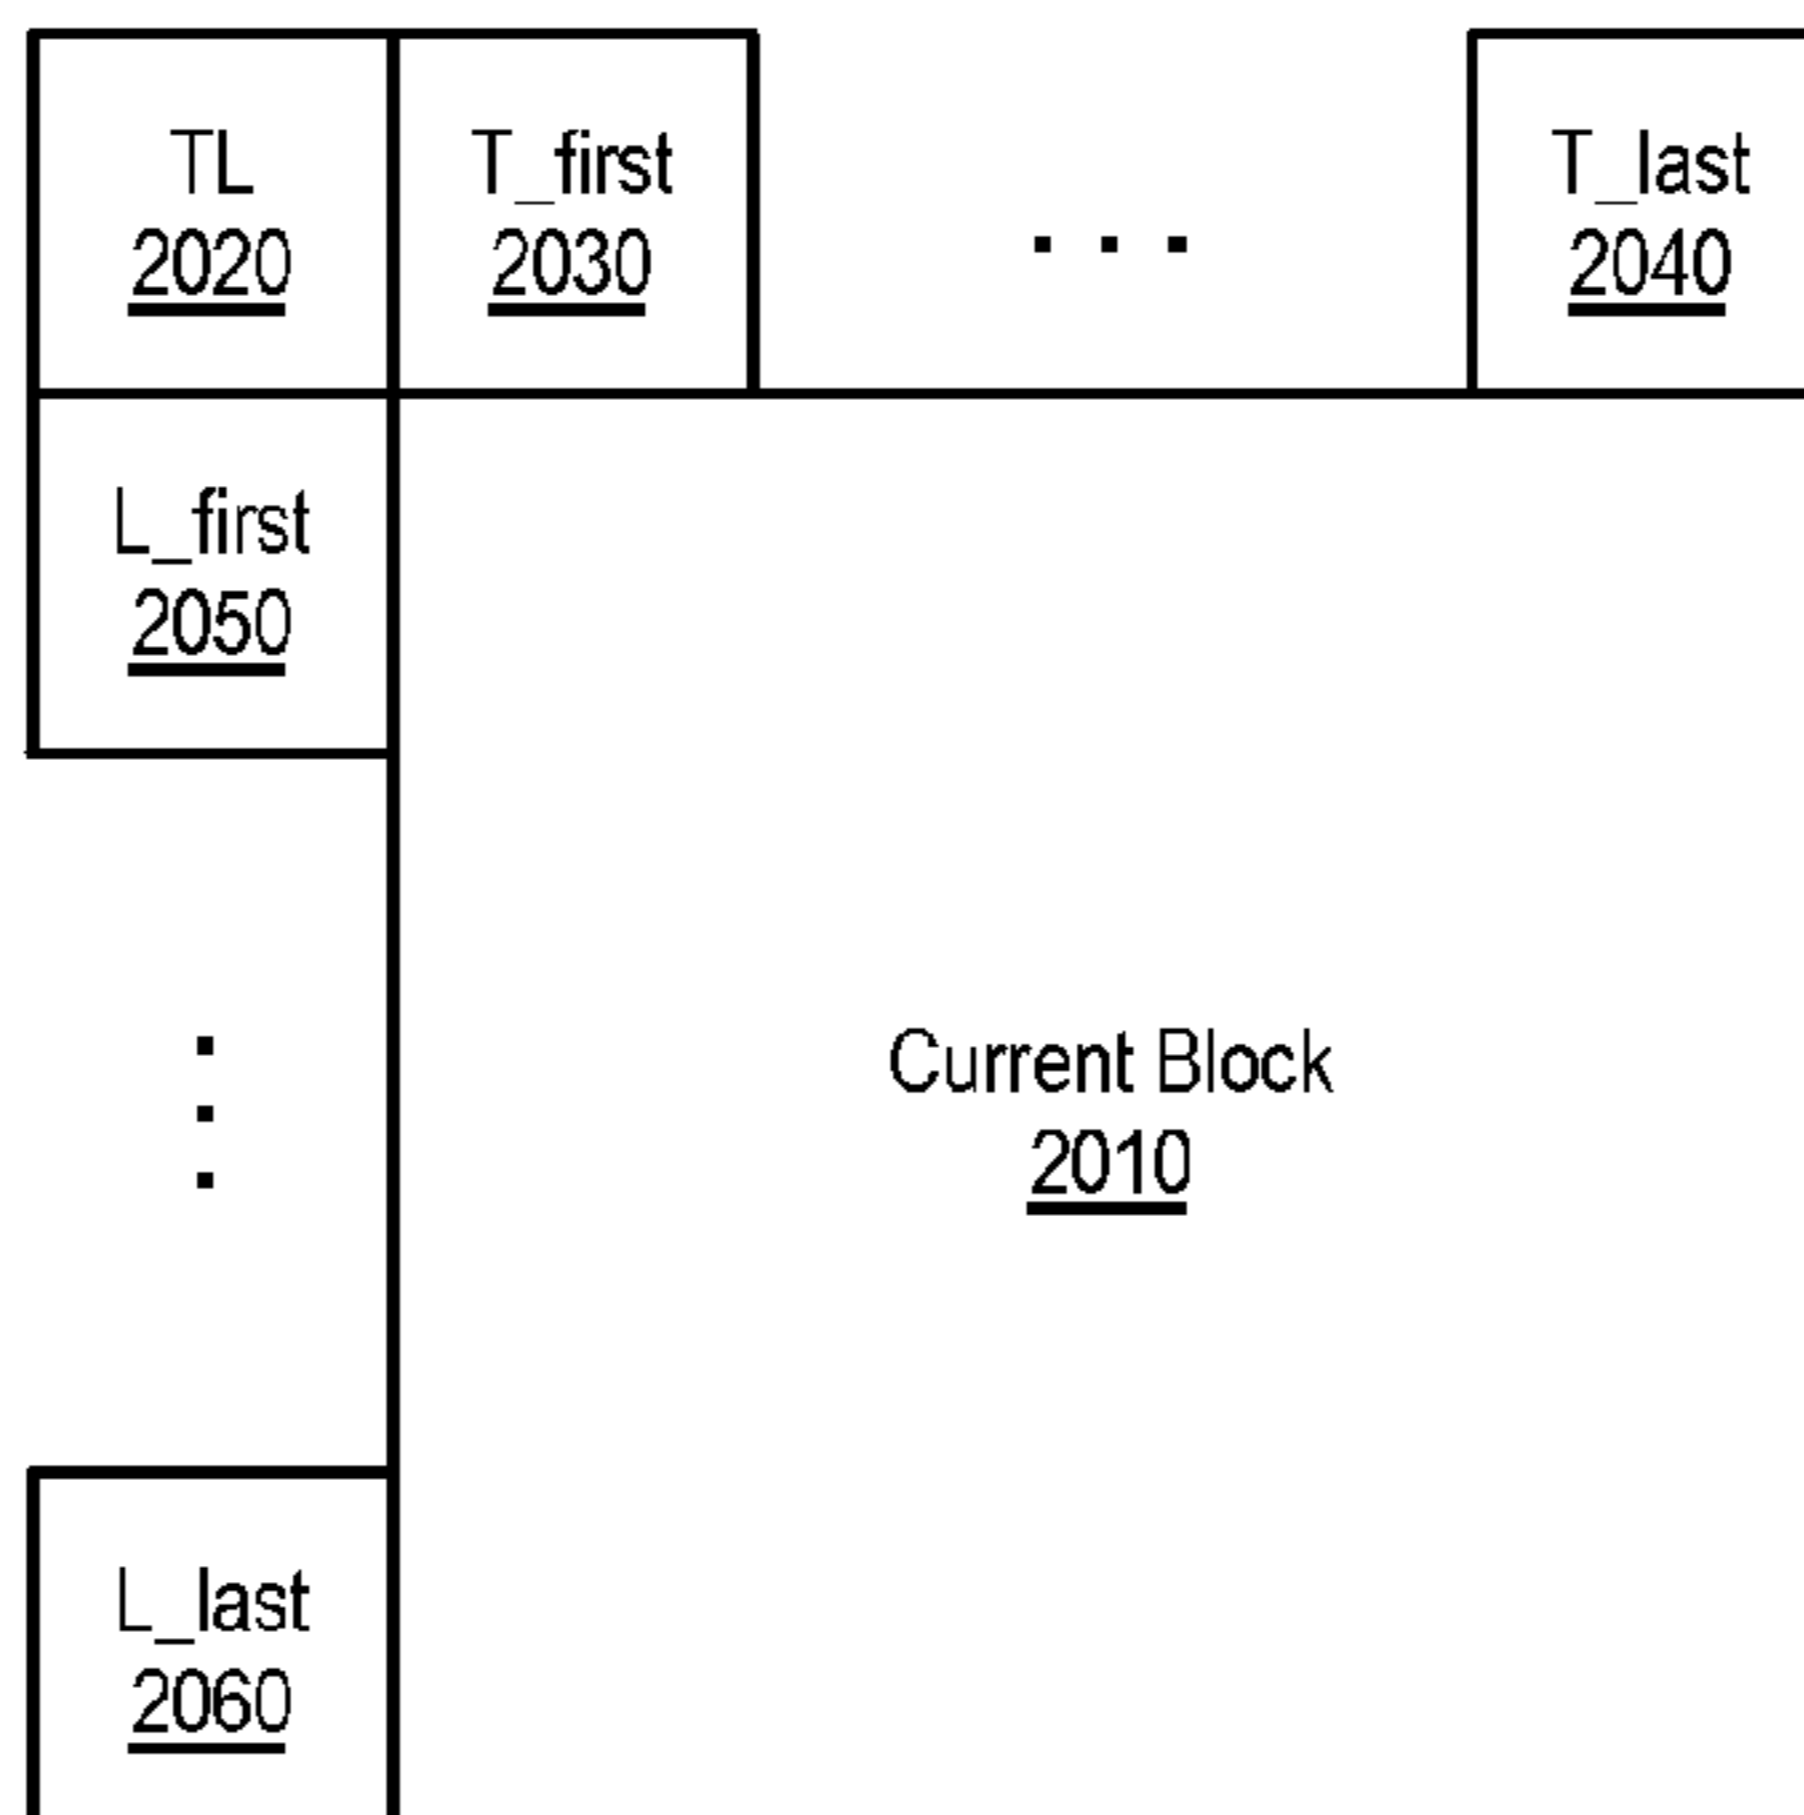 TL
2020
T_first
2030
. . .
T_last
2040
L_first
2050
Current Block
2010
L_last
2060